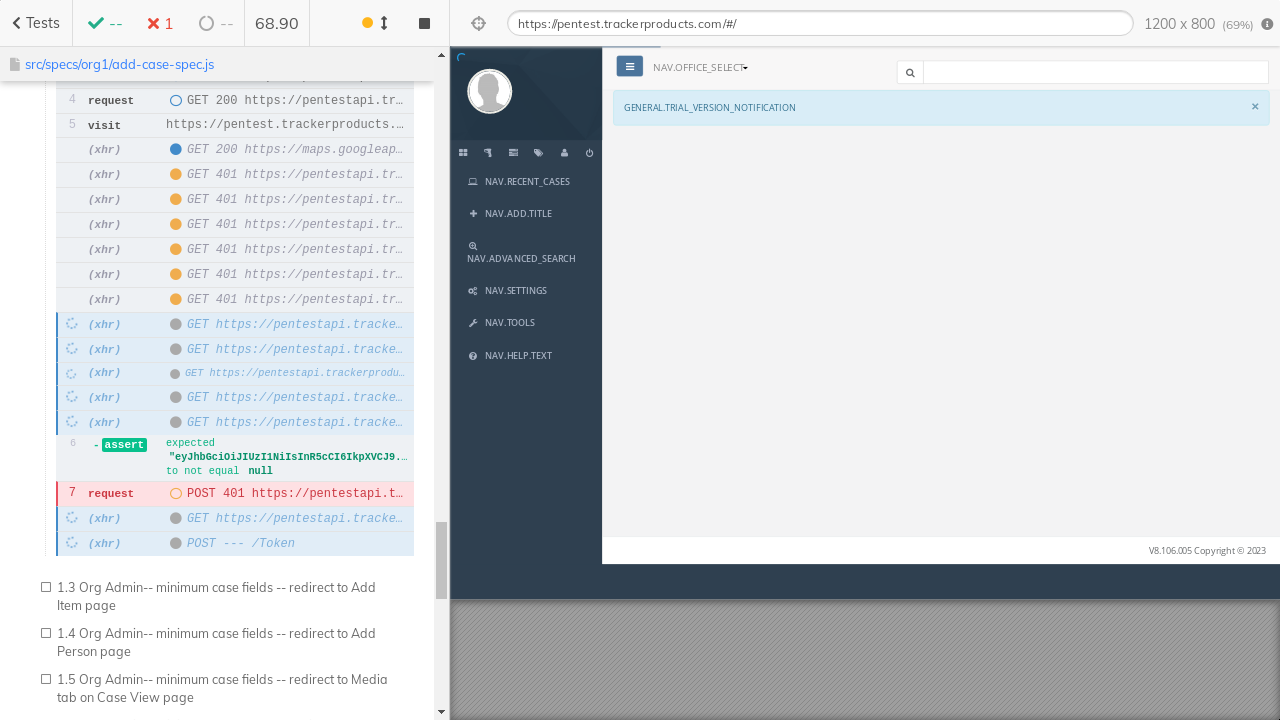 Tests
--
1
--
68.90
src/specs/org1/add-case-spec.js
4 request GET 200 https://pentestapi.tr…
5 visit https://pentest.trackerproducts.…
(xhr) GET 200 https://maps.googleap…
(xhr) GET 401 https://pentestapi.tr…
(xhr) GET 401 https://pentestapi.tr…
(xhr) GET 401 https://pentestapi.tr…
(xhr) GET 401 https://pentestapi.tr…
(xhr) GET 401 https://pentestapi.tr…
(xhr) GET 401 https://pentestapi.tr…
(xhr) GET https://pentestapi.tracke…
(xhr) GET https://pentestapi.tracke…
(xhr) GET https://pentestapi.trackerprodu…
(xhr) GET https://pentestapi.tracke…
(xhr) GET https://pentestapi.tracke…
6 -assert expected
"eyJhbGciOiJIUzI1NiIsInR5cCI6IkpXVCJ9.…
to not equal null
7 request POST 401 https://pentestapi.t…
(xhr) GET https://pentestapi.tracke…
(xhr) POST --- /Token
1.3 Org Admin-- minimum case fields -- redirect to Add
Item page
1.4 Org Admin-- minimum case fields -- redirect to Add
Person page
1.5 Org Admin-- minimum case fields -- redirect to Media
tab on Case View page
https://pentest.trackerproducts.com/#/
1200 x 800 (69%)
NAV.OFFICE_SELECT
GENERAL.TRIAL_VERSION_NOTIFICATION ×
NAV.RECENT_CASES
NAV.ADD.TITLE
NAV.ADVANCED_SEARCH
NAV.SETTINGS
NAV.TOOLS
NAV.HELP.TEXT
V8.106.005 Copyright © 2023